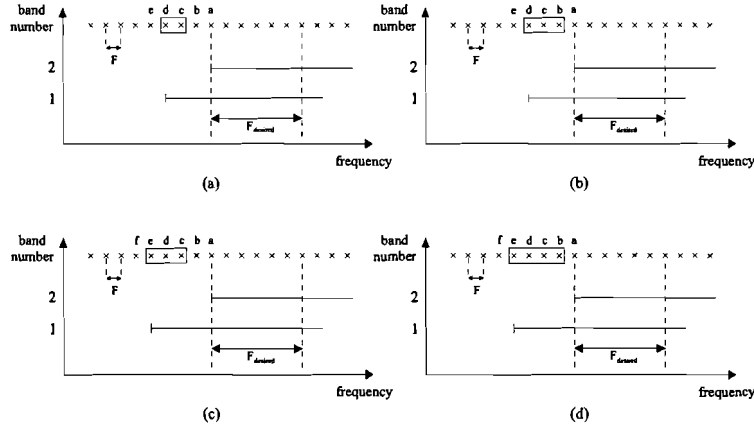 e d c b a
band
number
F
2
1
F desired
frequency
(a)
e d c b a
band
number
F
2
1
F desired
frequency
(b)
f e d c b a
band
number
F
2
1
F desired
frequency
(c)
f e d c b a
band
number
F
2
1
F desired
frequency
(d)